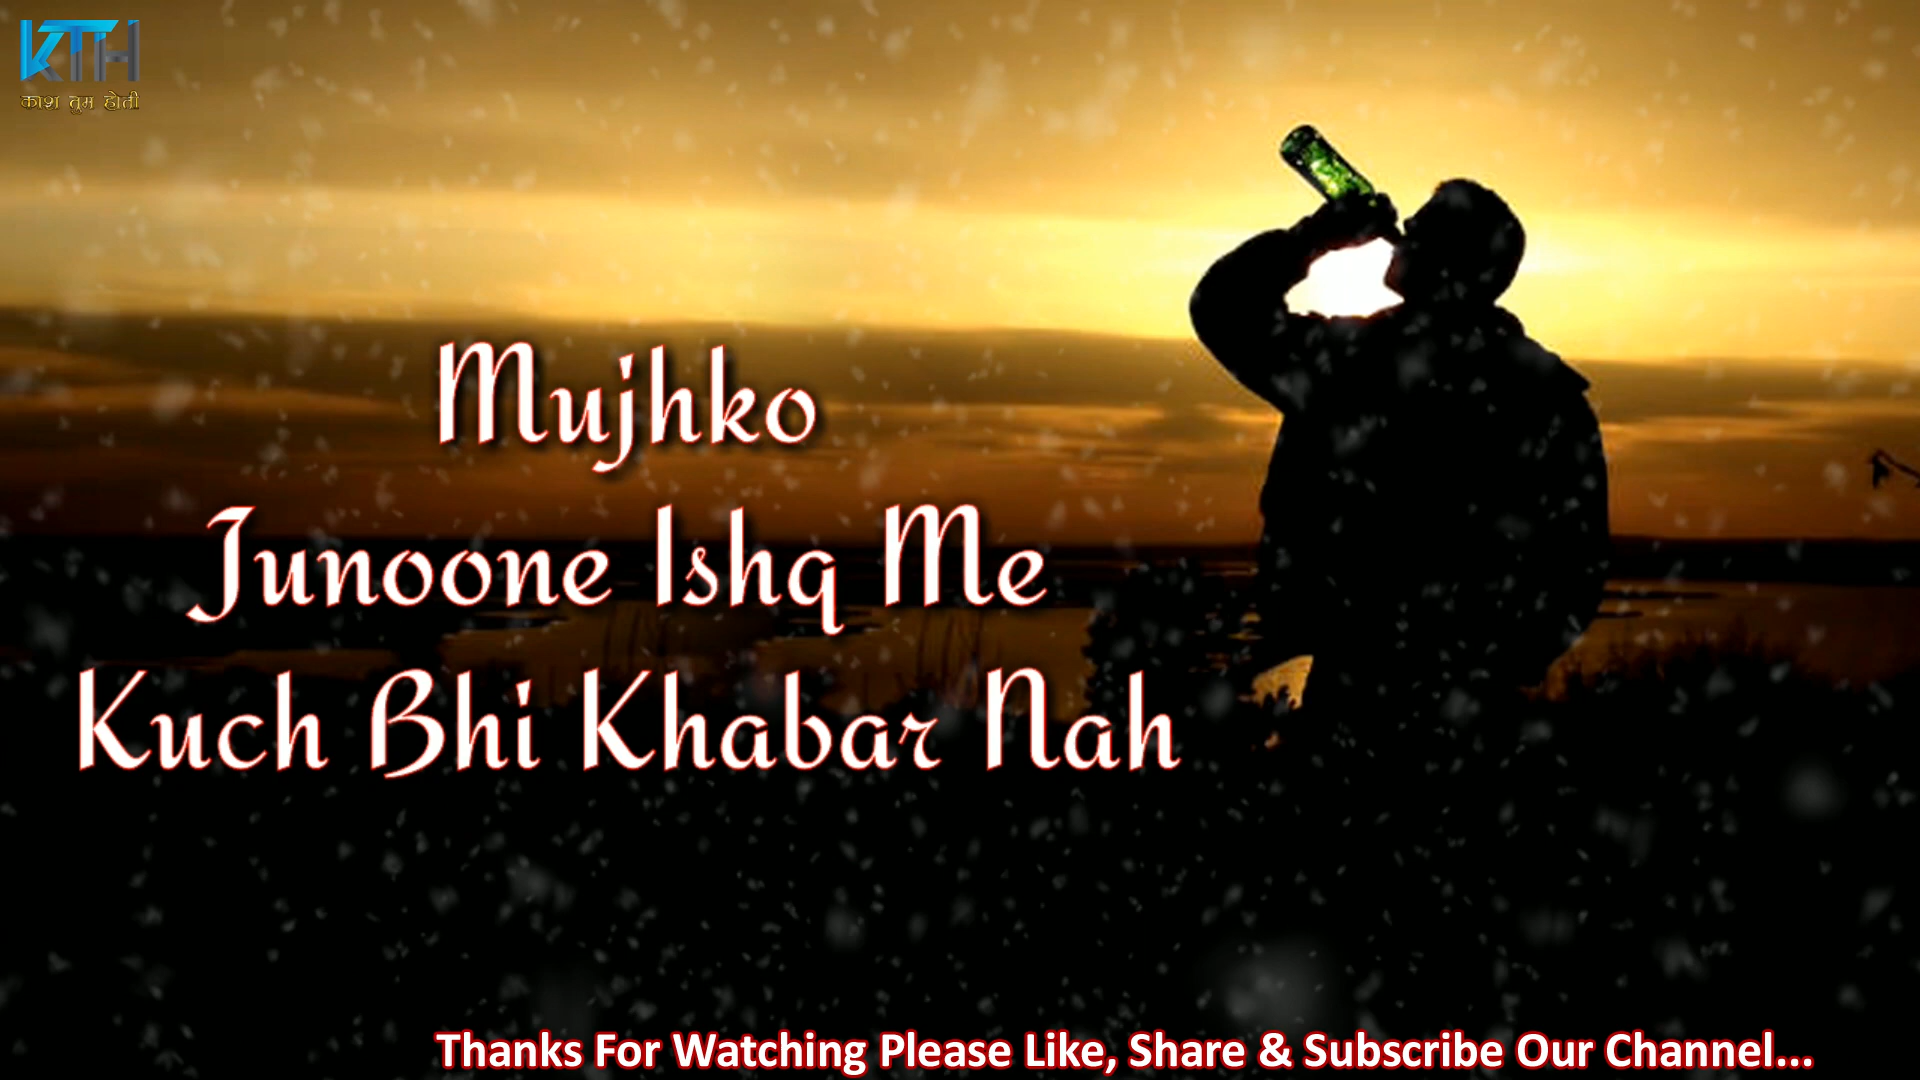 KTH
काश तुम होती
Mujhko
Junoone Ishq Me
Kuch Bhi Khabar Nah
Thanks For Watching Please Like, Share & Subscribe Our Channel...